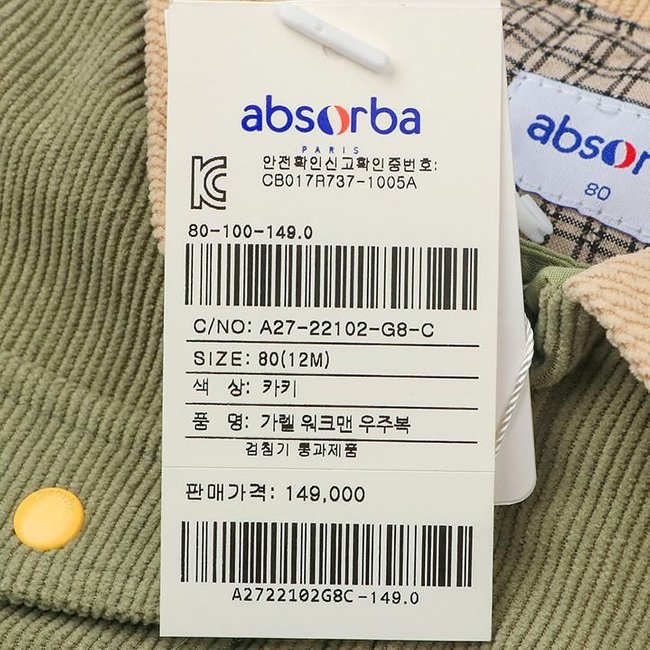 absorba
PARIS
안전확인신고확인증번호:
CB017R737-1005A
80-100-149.0
C/NO: A27-22102-G8-C
SIZE: 80(12M)
색 상: 카키
품 명: 가렐 워크맨 우주복
검침기 통과제품
판매가격: 149,000
A2722102G8C-149.0
absor
80